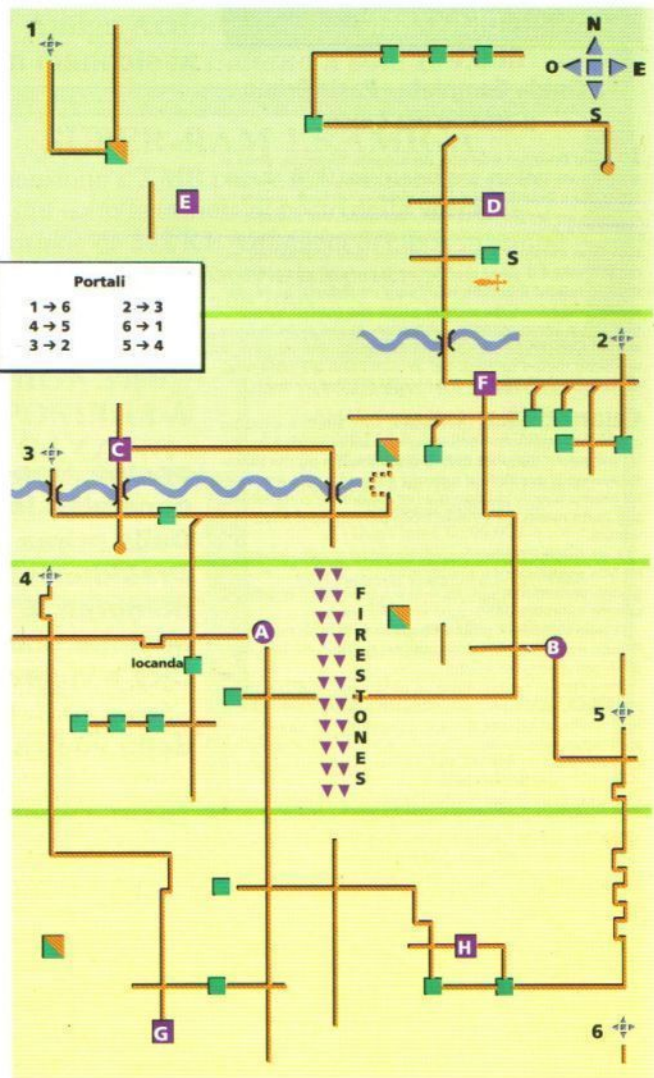 1
N
O
E
S
E
D
S
Portali
1 → 6 2 → 3
4 → 5 6 → 1
3 → 2 5 → 4
2
F
C
3
4
FIRESTONES
A
locanda
B
5
H
G
6